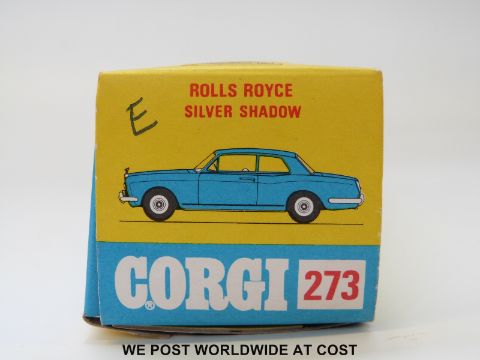 ROLLS ROYCE
E
SILVER SHADOW
CORGI® 273
WE POST WORLDWIDE AT COST